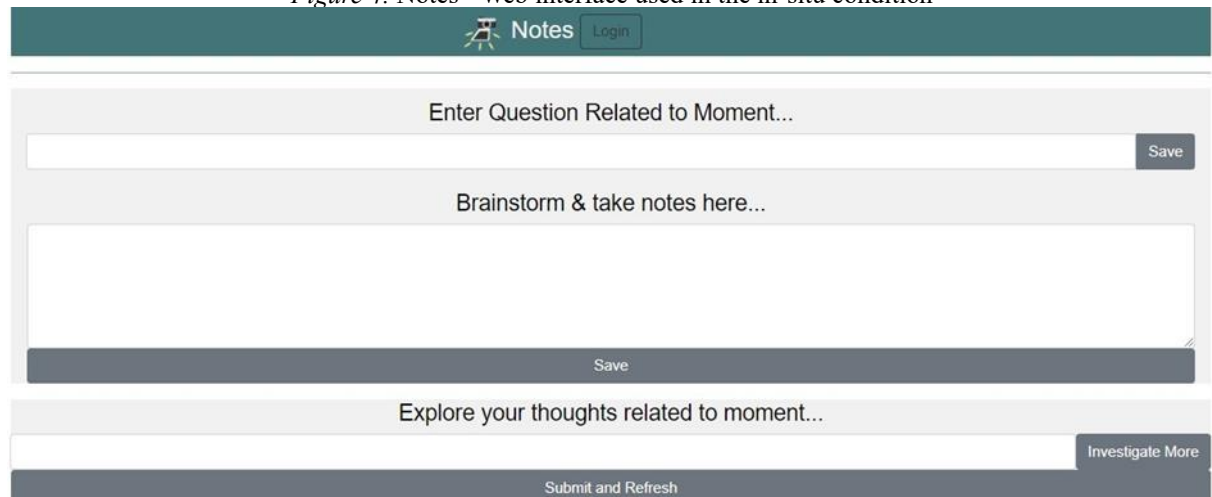 Notes Login
Enter Question Related to Moment...
Save
Brainstorm & take notes here...
Save
Explore your thoughts related to moment...
Investigate More
Submit and Refresh